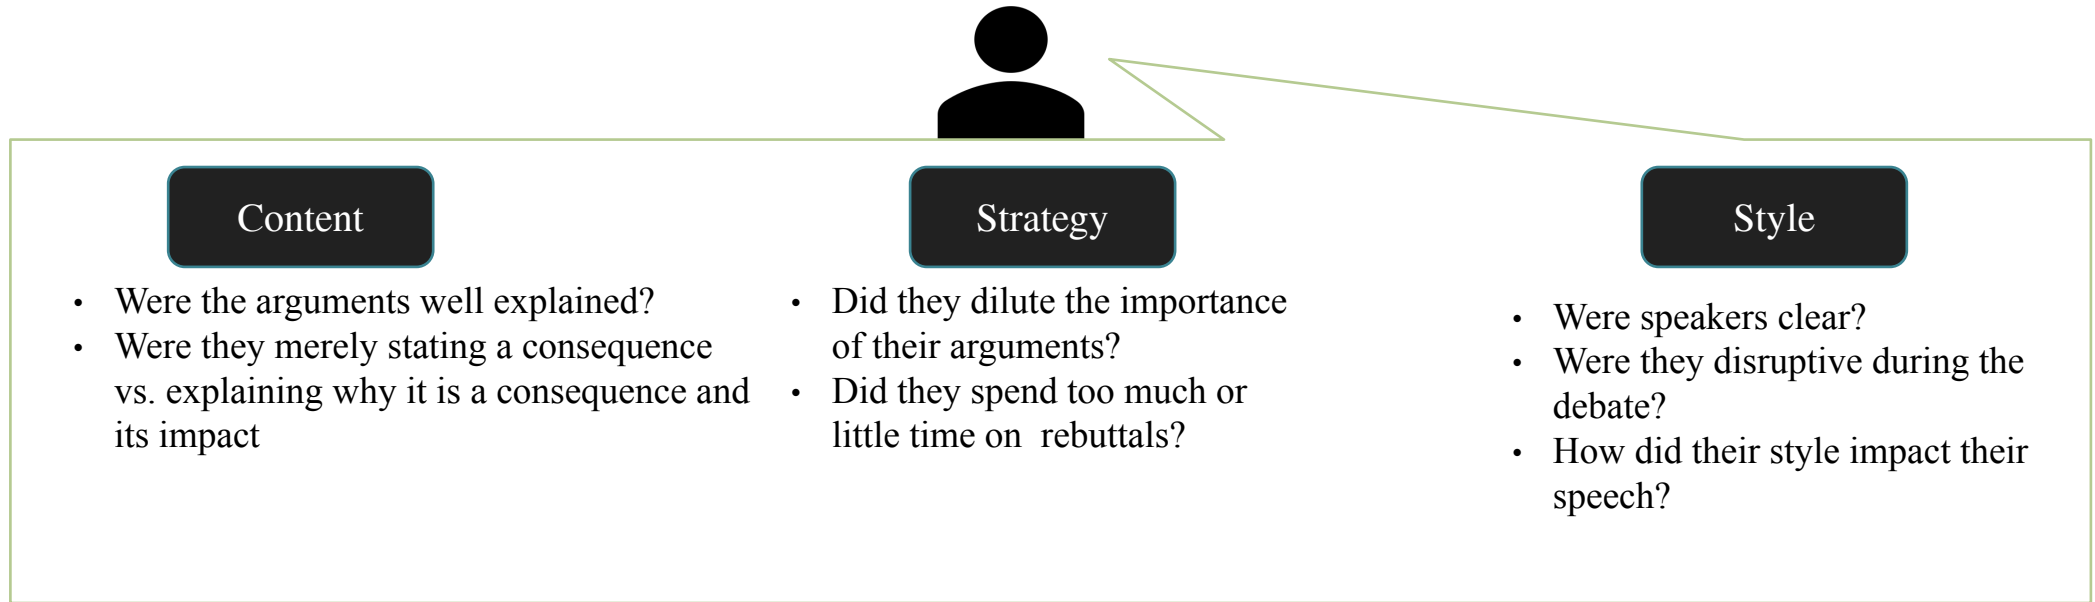 Content
• Were the arguments well explained?
• Were they merely stating a consequence
vs. explaining why it is a consequence and
its impact
Strategy
• Did they dilute the importance
of their arguments?
• Did they spend too much or
little time on  rebuttals?
Style
• Were speakers clear?
• Were they disruptive during the
debate?
• How did their style impact their
speech?